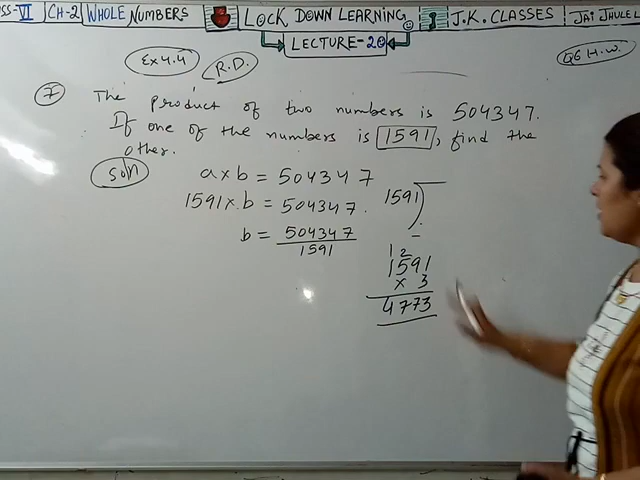 SS-VI CH-2 WHOLE NUMBERS LOCK DOWN LEARNING J.K. CLASSES JAI JHULEL
LECTURE-20
Ex 4.4 R.D. Q6 H.W.
7 The product of two numbers is 504347.
If one of the numbers is 1591, find the
other.
Soln a x b = 504347
1591 x b = 504347.
b = 504347
1591
1591)
12
1591
x 3
4773